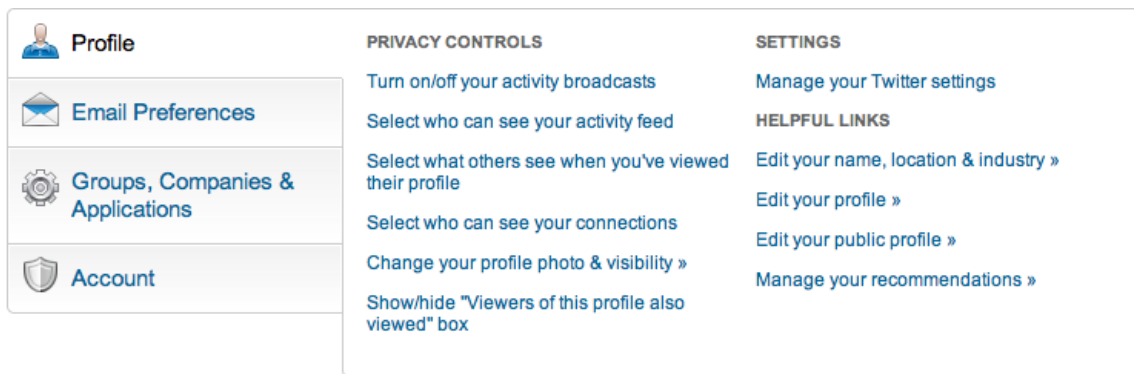 Profile
Email Preferences
Groups, Companies &
Applications
Account
PRIVACY CONTROLS
Turn on/off your activity broadcasts
Select who can see your activity feed
Select what others see when you've viewed
their profile
Select who can see your connections
Change your profile photo & visibility »
Show/hide "Viewers of this profile also
viewed" box
SETTINGS
Manage your Twitter settings
HELPFUL LINKS
Edit your name, location & industry »
Edit your profile »
Edit your public profile »
Manage your recommendations »